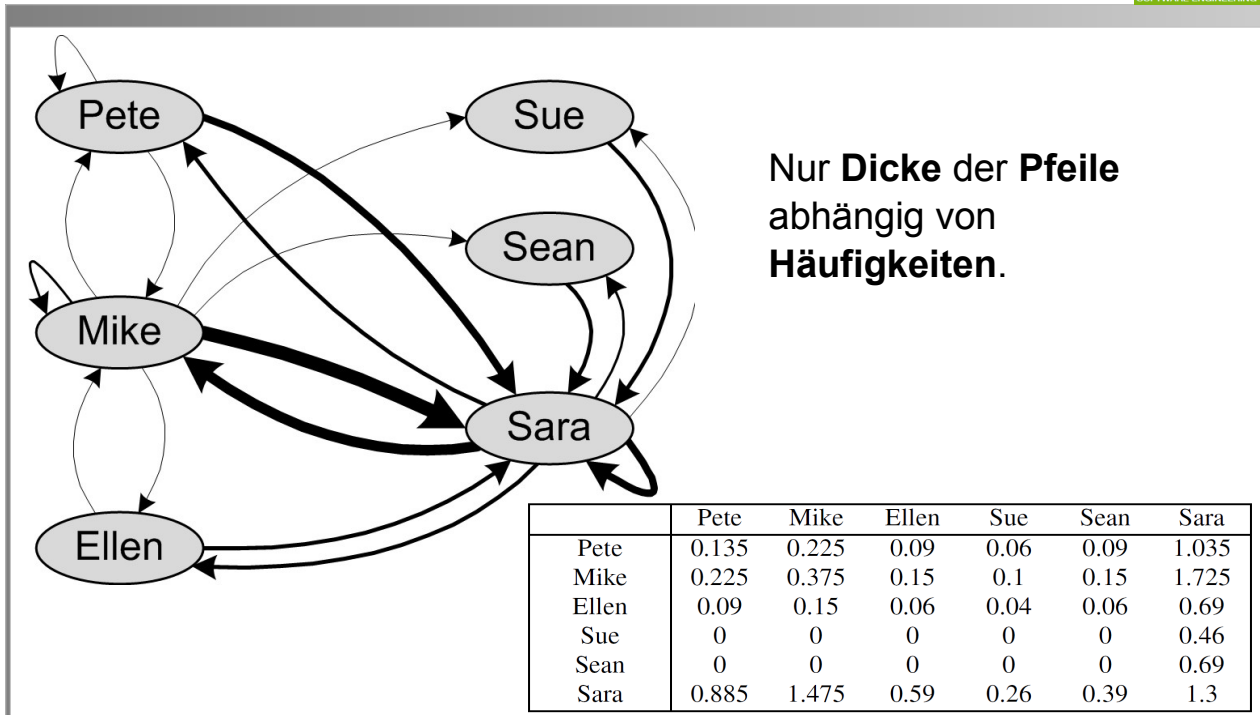 Pete
Sue
Sean
Mike
Sara
Ellen
Nur Dicke der Pfeile
abhängig von
Häufigkeiten.
Pete Mike Ellen Sue Sean Sara
Pete 0.135 0.225 0.09 0.06 0.09 1.035
Mike 0.225 0.375 0.15 0.1 0.15 1.725
Ellen 0.09 0.15 0.06 0.04 0.06 0.69
Sue 0 0 0 0 0 0.46
Sean 0 0 0 0 0 0.69
Sara 0.885 1.475 0.59 0.26 0.39 1.3